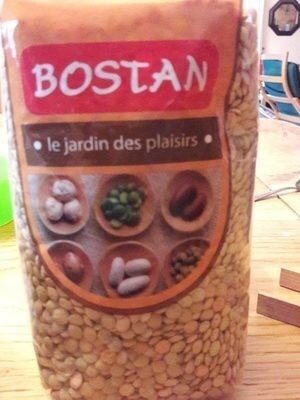 BOSTAN
• le jardin des plaisirs •